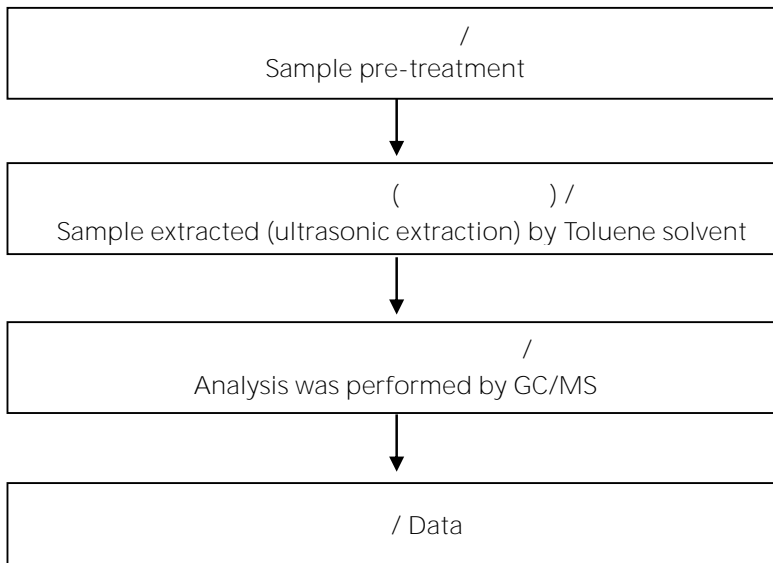 /
Sample pre-treatment
( ) /
Sample extracted (ultrasonic extraction) by Toluene solvent
/
Analysis was performed by GC/MS
/ Data